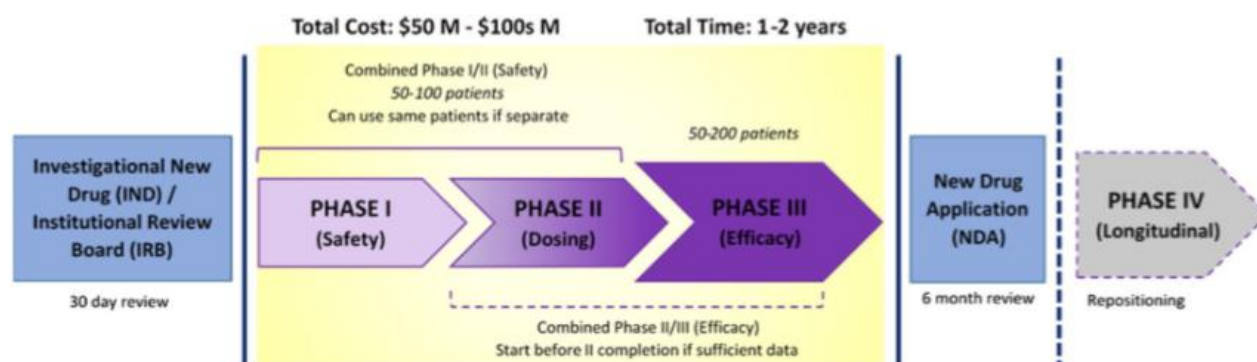 Total Cost: $50 M - $100s M
Total Time: 1-2 years
Combined Phase I/II (Safety)
50-100 patients
Can use same patients if separate
50-200 patients
Investigational New
Drug (IND) /
Institutional Review
Board (IRB)
30 day review
PHASE I
(Safety)
PHASE II
(Dosing)
PHASE III
(Efficacy)
Combined Phase II/III (Efficacy)
Start before II completion if sufficient data
New Drug
Application
(NDA)
6 month review
PHASE IV
(Longitudinal)
Repositioning